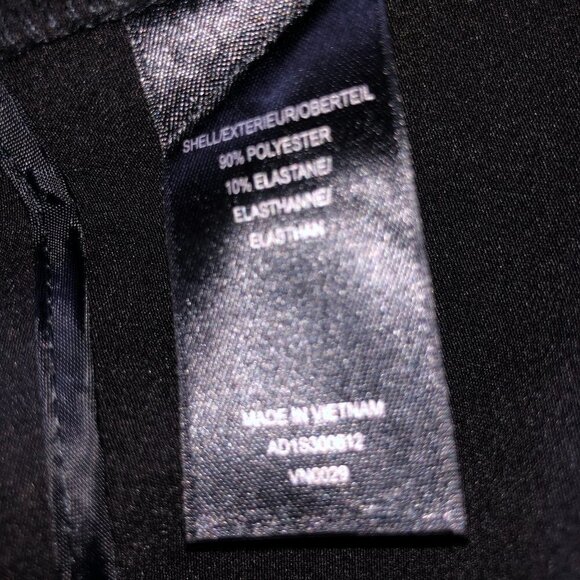 SHELL/EXTERIEUR/OBERTEIL
90% POLYESTER
10% ELASTANE/
ELASTHANNE/
ELASTHAN
MADE IN VIETNAM
AD1S300812
VN0029